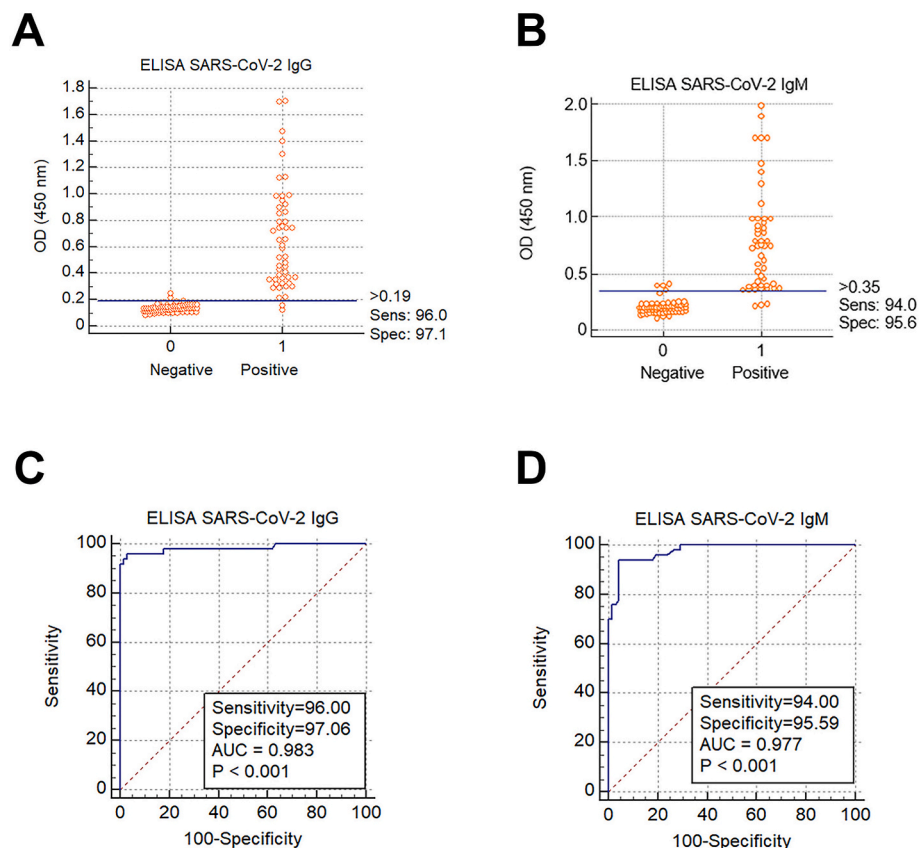 A
ELISA SARS-CoV-2 IgG
OD (450 nm)
1.8
1.6
1.4
1.2
1.0
0.8
0.6
0.4
0.2
0
>0.19
Sens: 96.0
Spec: 97.1
0 1
Negative Positive
B
ELISA SARS-CoV-2 IgM
OD (450 nm)
2.0
1.5
1.0
0.5
0
>0.35
Sens: 94.0
Spec: 95.6
0 1
Negative Positive
C
ELISA SARS-CoV-2 IgG
Sensitivity
100
80
60
40
20
0
Sensitivity=96.00
Specificity=97.06
AUC = 0.983
P < 0.001
0 20 40 60 80 100
100-Specificity
D
ELISA SARS-CoV-2 IgM
Sensitivity
100
80
60
40
20
0
Sensitivity=94.00
Specificity=95.59
AUC = 0.977
P < 0.001
0 20 40 60 80 100
100-Specificity